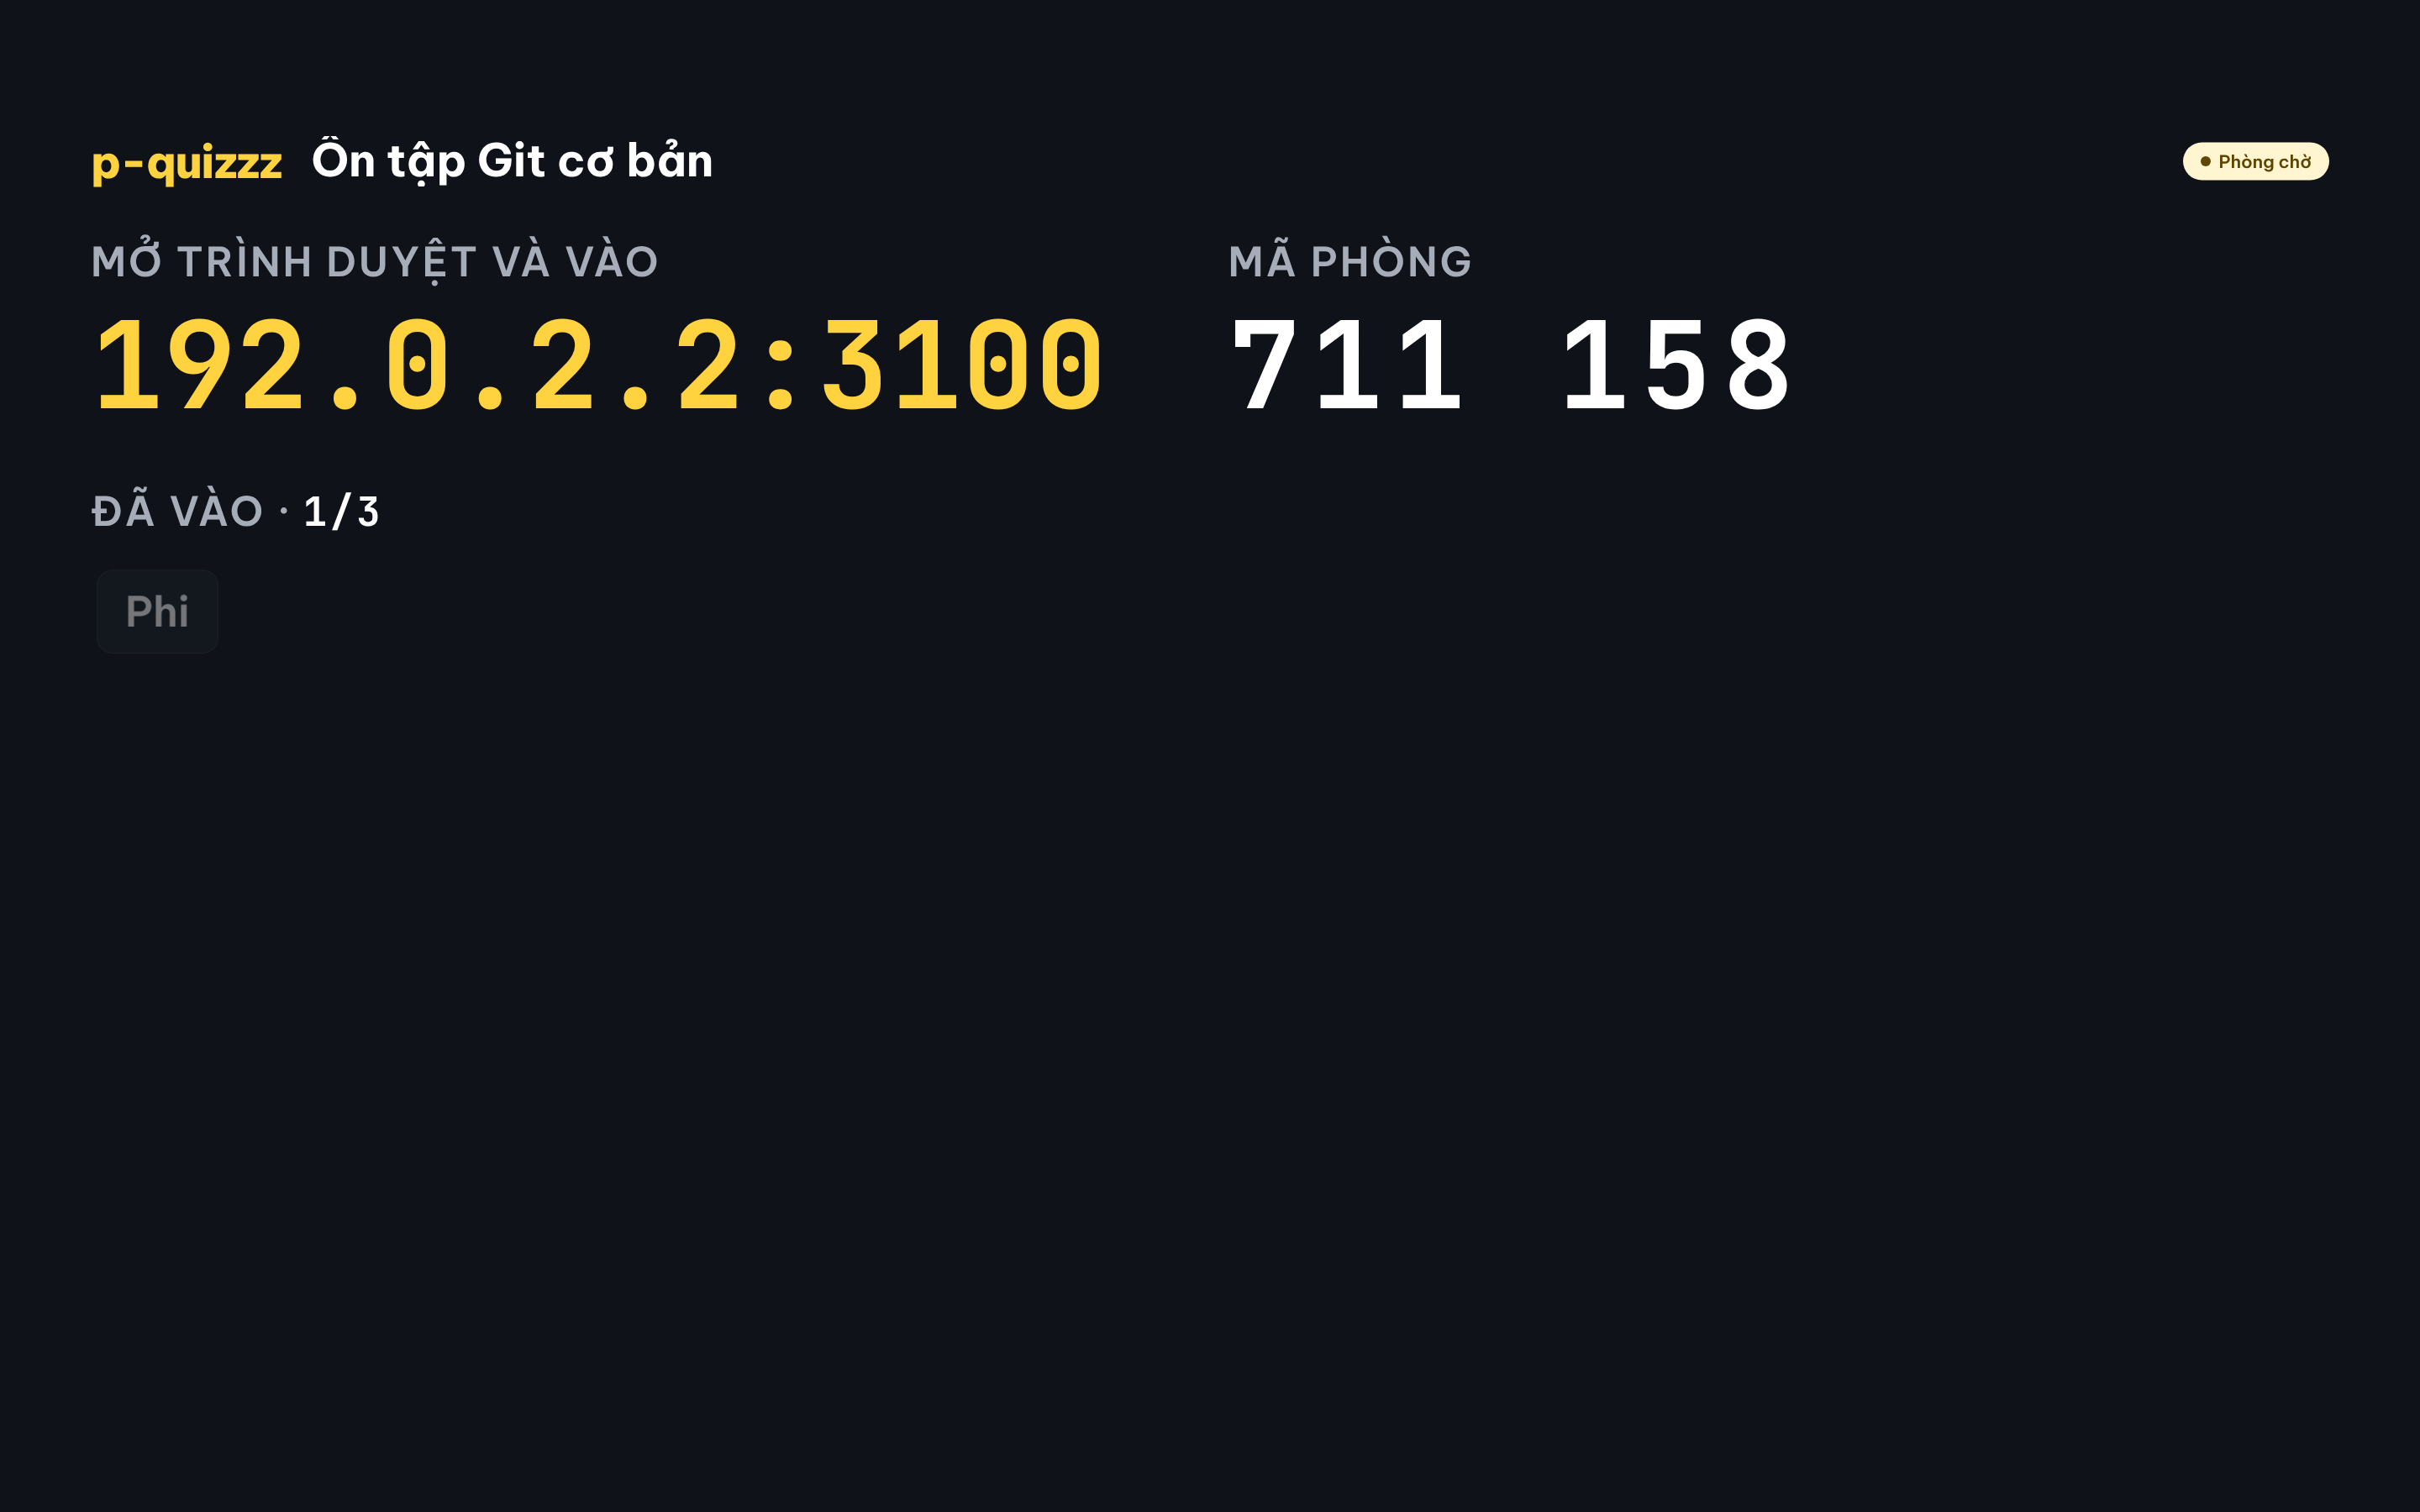 p-quizzz Ôn tập Git cơ bản
Phòng chờ
MỞ TRÌNH DUYỆT VÀ VÀO
192.0.2.2:3100
MÃ PHÒNG
711 158
ĐÃ VÀO · 1/3
Phi